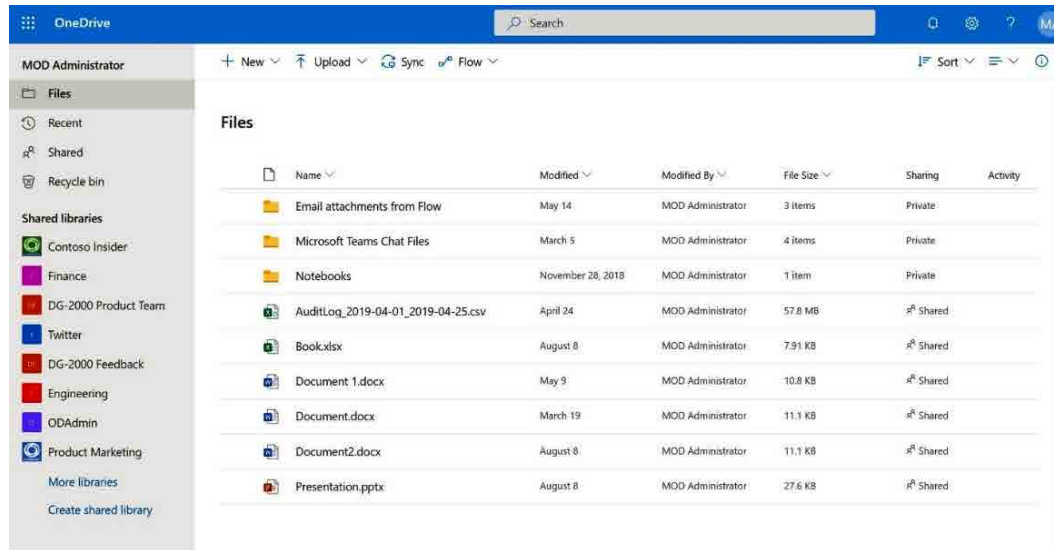 OneDrive
Search
MOD Administrator
New
Upload
Sync
Flow
Sort
Files
Recent
Shared
Recycle bin
Shared libraries
Contoso Insider
Finance
DG-2000 Product Team
Twitter
DG-2000 Feedback
Engineering
ODAdmin
Product Marketing
More libraries
Create shared library
Files
Name Modified Modified By File Size Sharing Activity
Email attachments from Flow May 14 MOD Administrator 3 items Private
Microsoft Teams Chat Files March 5 MOD Administrator 4 items Private
Notebooks November 28, 2018 MOD Administrator 1 item Private
AuditLog_2019-04-01_2019-04-25.csv April 24 MOD Administrator 57.8 MB Shared
Book.xlsx August 8 MOD Administrator 7.91 KB Shared
Document 1.docx May 9 MOD Administrator 10.8 KB Shared
Document.docx March 19 MOD Administrator 11.1 KB Shared
Document2.docx August 8 MOD Administrator 11.1 KB Shared
Presentation.pptx August 8 MOD Administrator 27.6 KB Shared